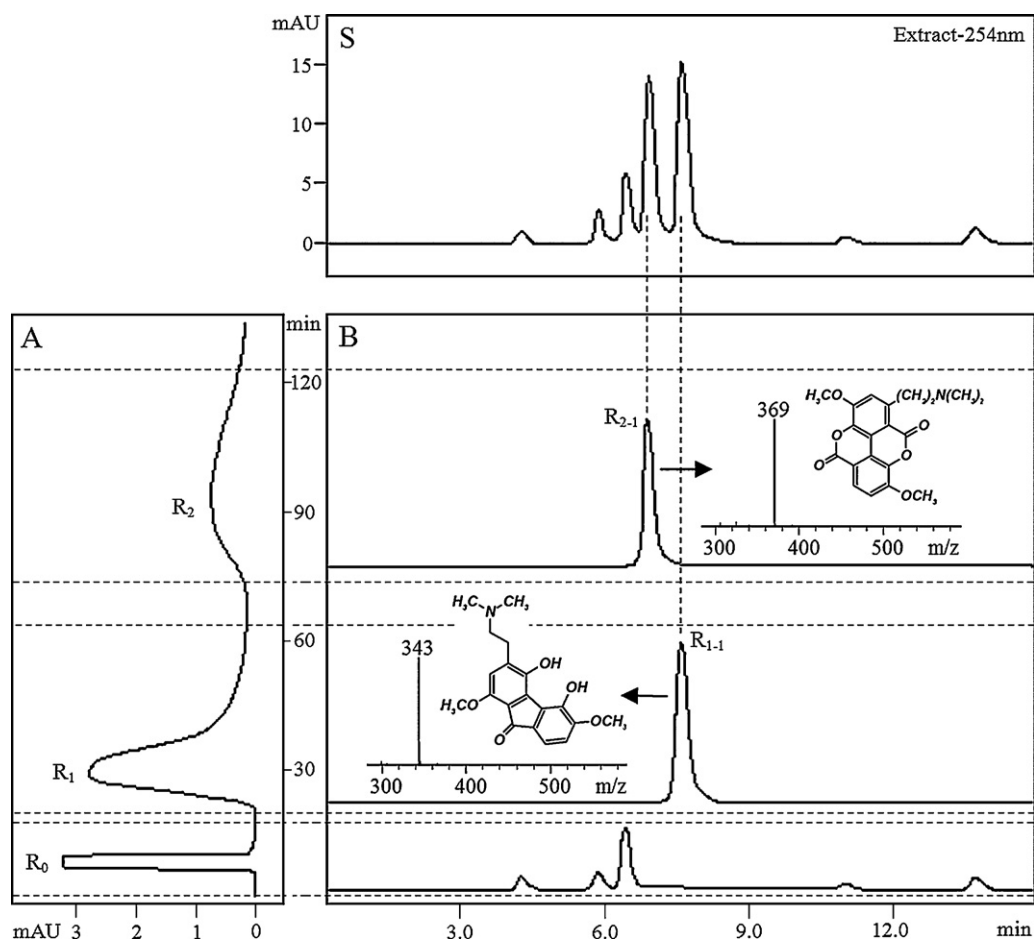 mAU
S
Extract-254nm
15
10
5
0
A
min
120
R2
90
60
R1
30
R0
mAU 3 2 1 0
B
R2-1
369
H3CO
(CH2)2N(CH3)2
O
O
O
O
OCH3
300 400 500 m/z
H3C CH3
N
R1-1
343
OH
OH
H3CO
OCH3
O
300 400 500 m/z
3.0 6.0 9.0 12.0 min